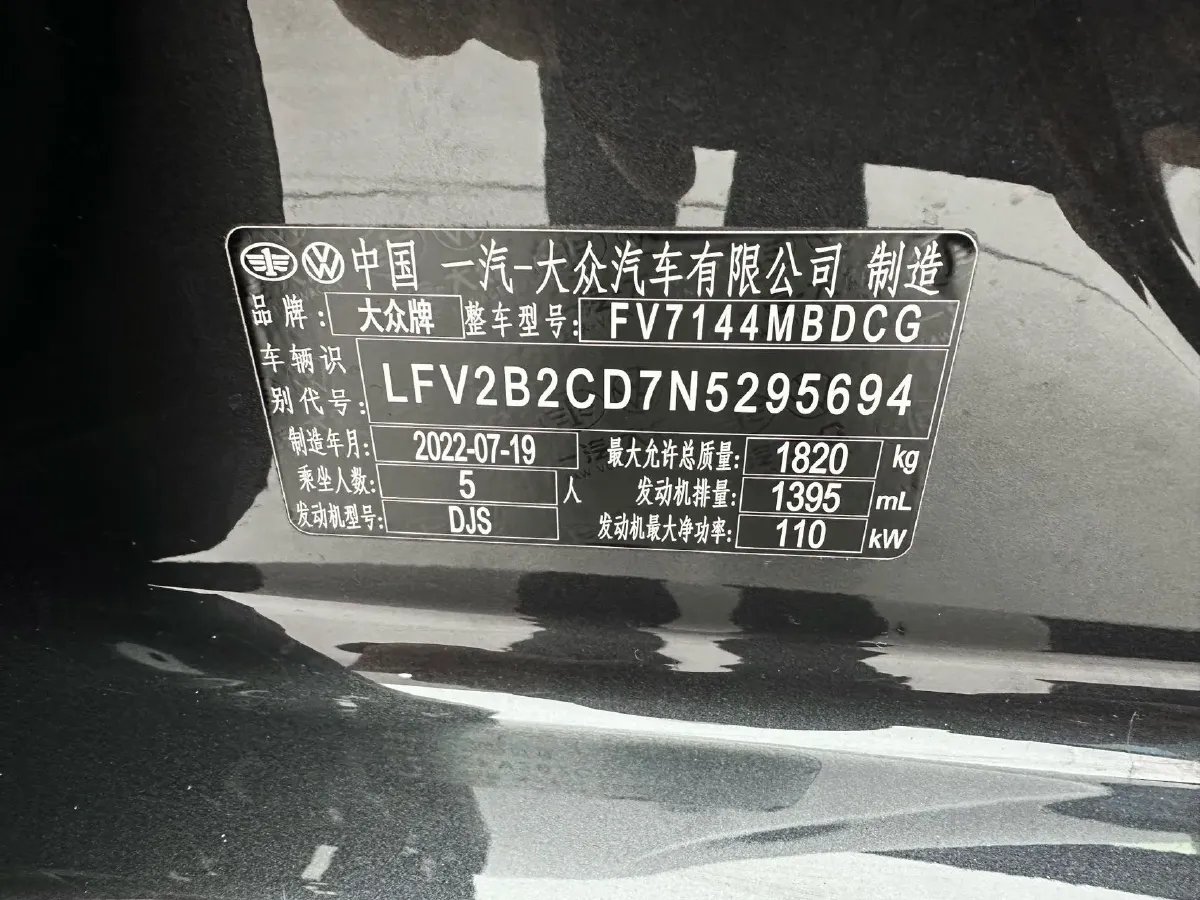 中国 一汽-大众汽车有限公司 制造
品牌: 大众牌 整车型号: FV7144MBDCG
车辆识
别代号: LFV2B2CD7N5295694
制造年月: 2022-07-19 最大允许总质量: 1820 kg
乘坐人数: 5 人 发动机排量: 1395 mL
发动机型号: DJS 发动机最大净功率: 110 kW